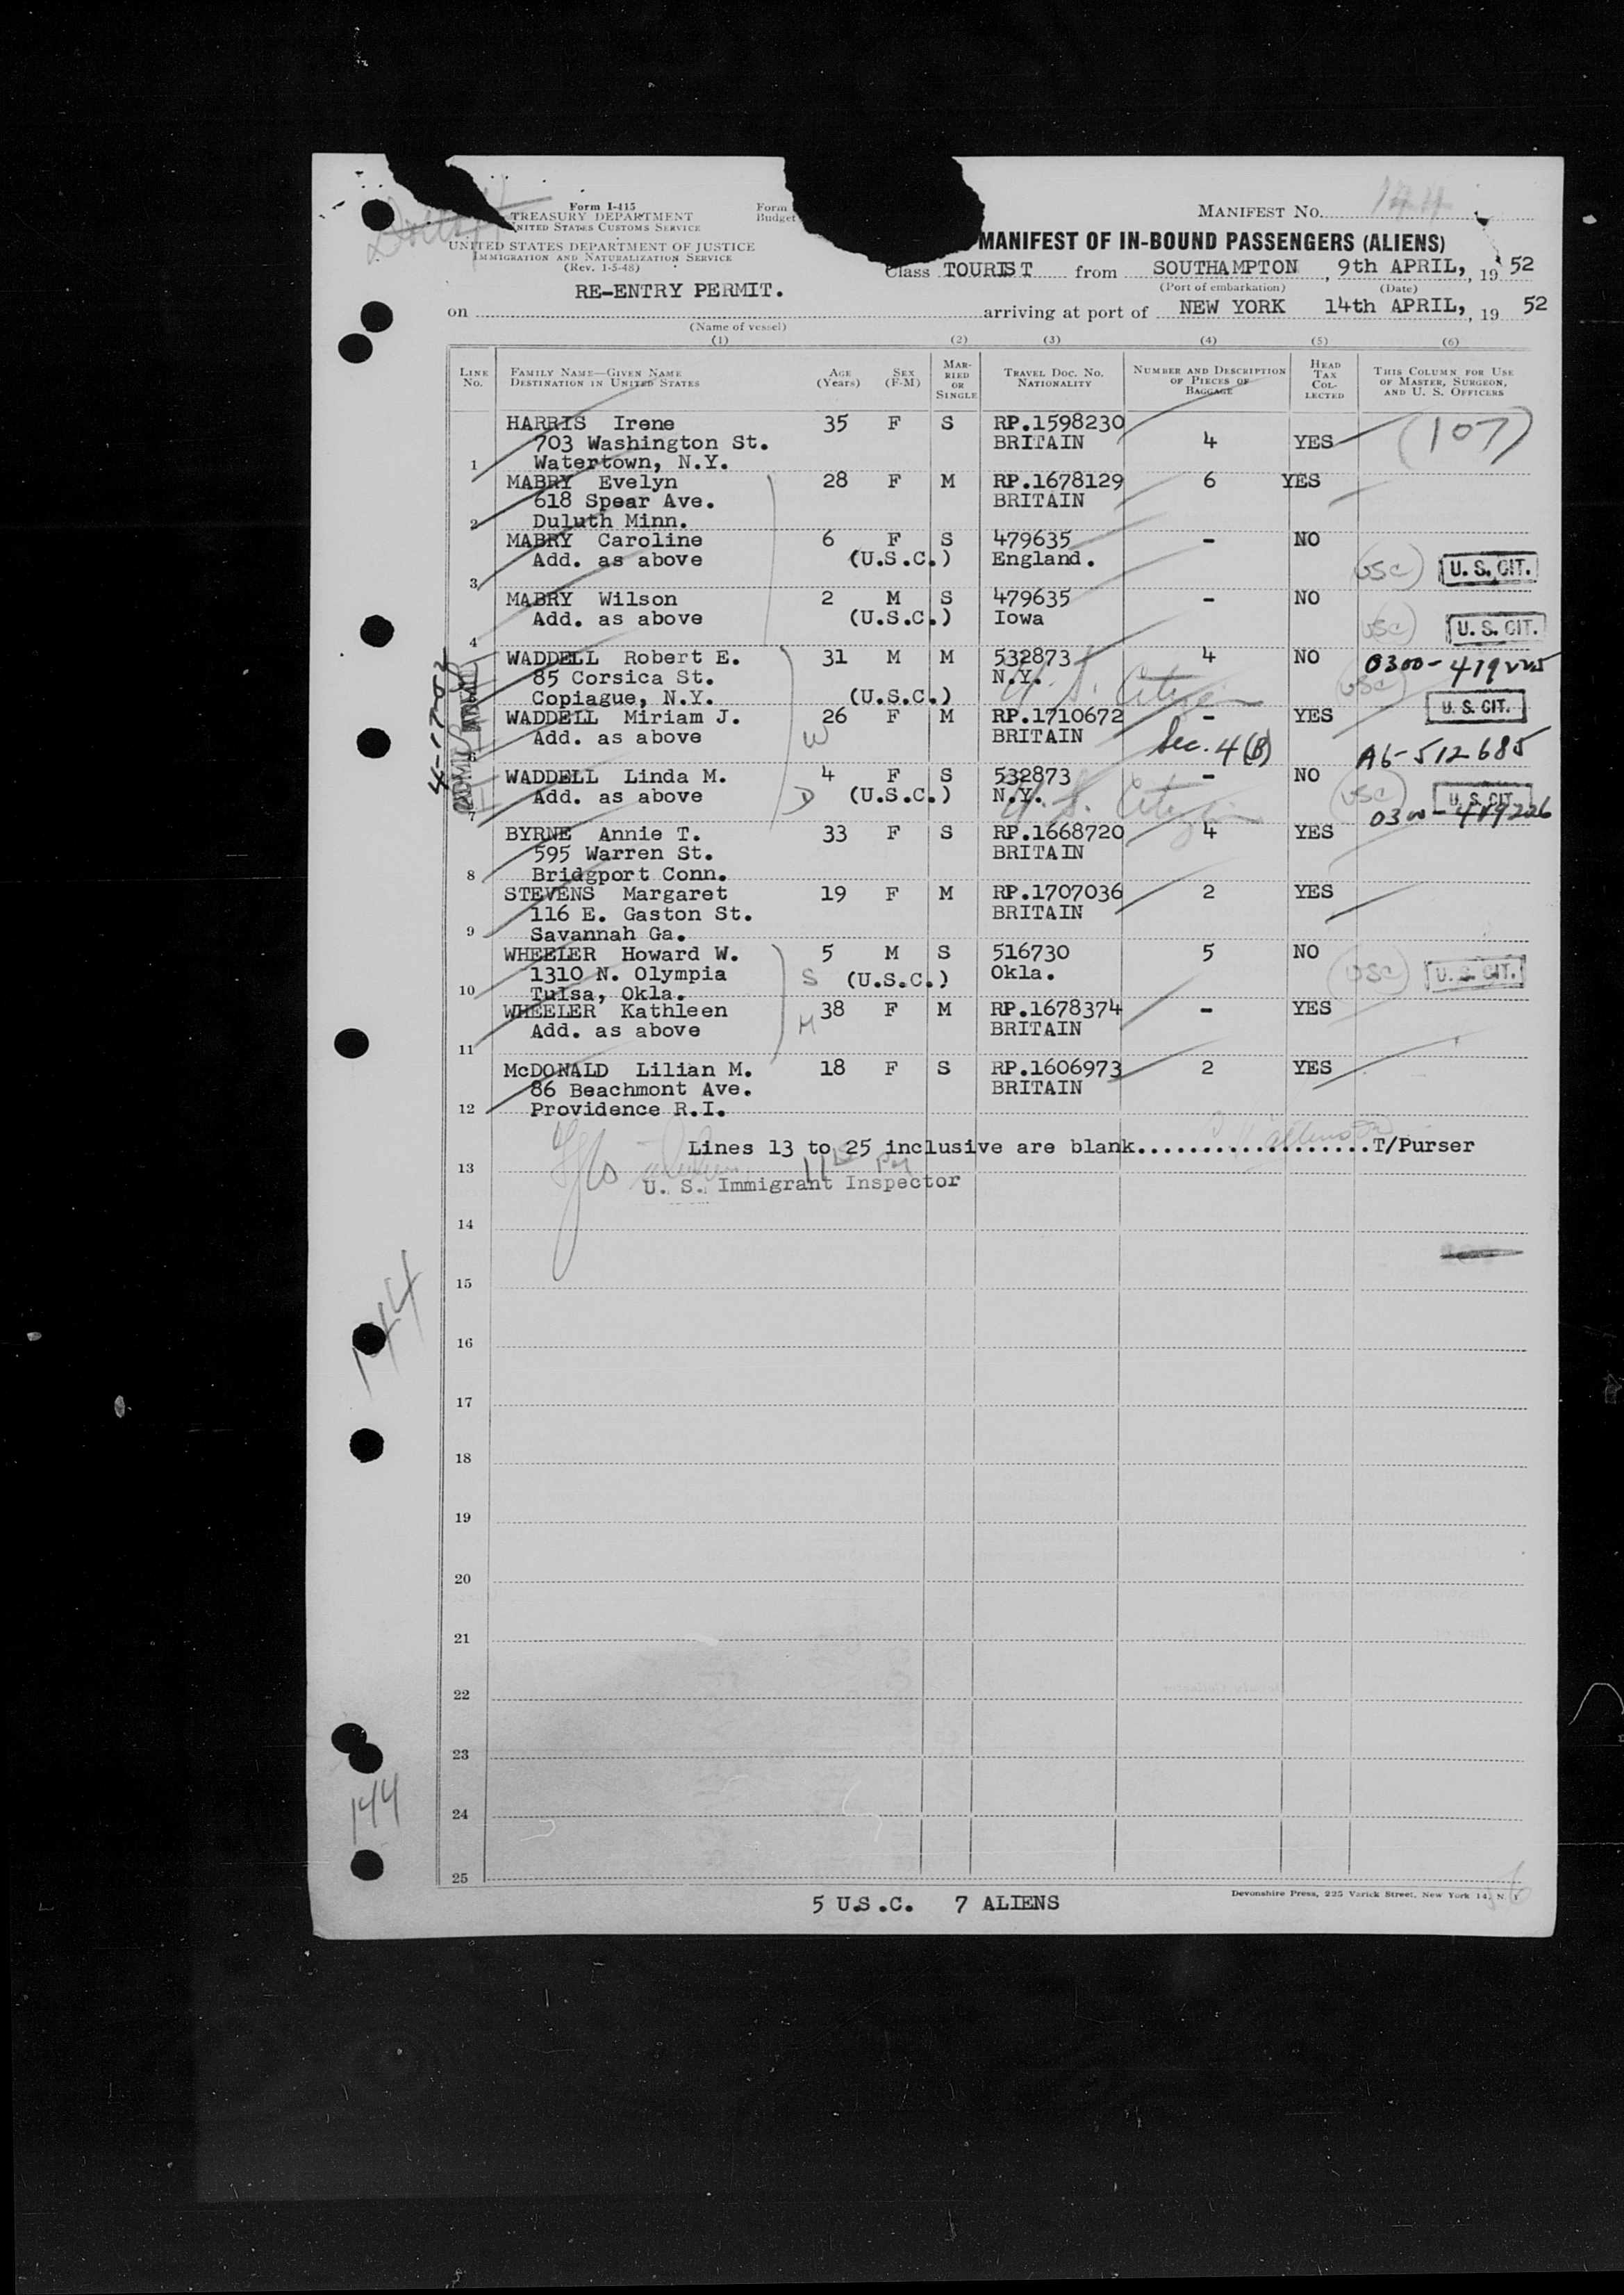 Form I-415
TREASURY DEPARTMENT
UNITED STATES CUSTOMS SERVICE
UNITED STATES DEPARTMENT OF JUSTICE
IMMIGRATION AND NATURALIZATION SERVICE
(Rev. 1-5-48)
Form
Budget
MANIFEST NO. 144
MANIFEST OF IN-BOUND PASSENGERS (ALIENS)
Class TOURIST from SOUTHAMPTON, 9th APRIL, 19 52
(Port of embarkation) (Date)
RE-ENTRY PERMIT.
on arriving at port of NEW YORK 14th APRIL, 19 52
(Name of vessel)
(1) (2) (3) (4) (5) (6)
LINE No. FAMILY NAME—GIVEN NAME DESTINATION IN UNITED STATES AGE (Years) SEX (F-M) MARRIED OR SINGLE TRAVEL DOC. NO. NATIONALITY NUMBER AND DESCRIPTION OF PIECES OF BAGGAGE HEAD TAX COLLECTED THIS COLUMN FOR USE OF MASTER, SURGEON, AND U. S. OFFICERS
HARRIS Irene 35 F S RP.1598230
703 Washington St. BRITAIN 4 YES (107)
1 Watertown, N.Y.
MABRY Evelyn 28 F M RP.1678129 6 YES
618 Spear Ave. BRITAIN
2 Duluth Minn.
MABRY Caroline 6 F S 479635 - NO
Add. as above (U.S.C.) England. USC U. S. CIT.
3
MABRY Wilson 2 M S 479635 - NO
Add. as above (U.S.C.) Iowa USC U. S. CIT.
4
WADDELL Robert E. 31 M M 532873 4 NO
85 Corsica St. N.Y. U. S. Citizen USC
Copiague, N.Y. (U.S.C.) U. S. CIT.
WADDELL Miriam J. 26 F M RP.1710672 - YES
Add. as above W BRITAIN Sec. 4(B) A6-512685
6
WADDELL Linda M. 4 F S 532873 - NO
Add. as above D (U.S.C.) N.Y. U. S. Citizen USC U. S. CIT.
7
BYRNE Annie T. 33 F S RP.1668720 4 YES
595 Warren St. BRITAIN
8 Bridgport Conn.
STEVENS Margaret 19 F M RP.1707036 2 YES
116 E. Gaston St. BRITAIN
9 Savannah Ga.
WHEELER Howard W. 5 M S 516730 5 NO
1310 N. Olympia S (U.S.C.) Okla. USC U. S. CIT.
10 Tulsa, Okla.
WHEELER Kathleen 38 F M RP.1678374 - YES
Add. as above M BRITAIN
11
McDONALD Lilian M. 18 F S RP.1606973 2 YES
86 Beachmont Ave. BRITAIN
12 Providence R.I.
Lines 13 to 25 inclusive are blank..................T/Purser
13
U. S. Immigrant Inspector
14
15
16
17
18
19
20
21
22
23
24
25
144
144
5 U.S.C. 7 ALIENS
Devonshire Press, 225 Varick Street, New York 14, N. Y.